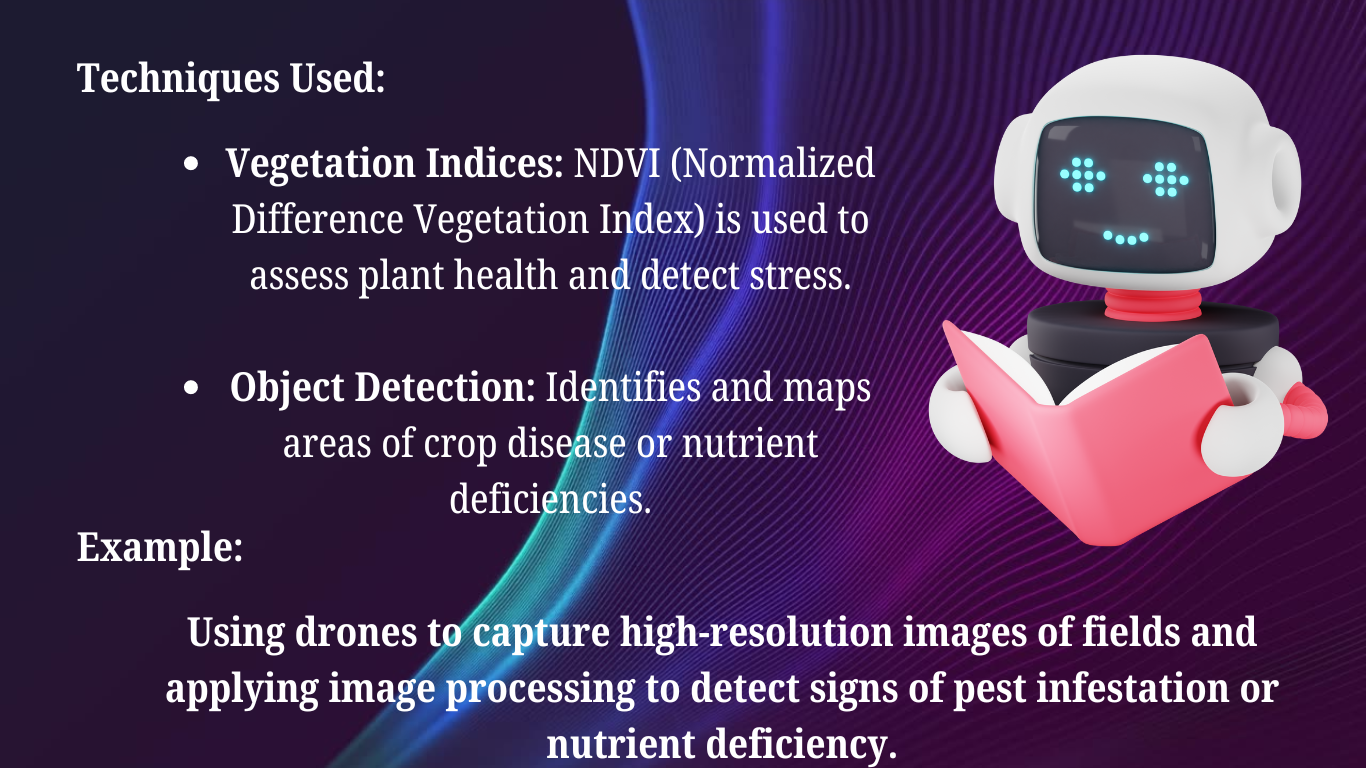 Techniques Used:
• Vegetation Indices: NDVI (Normalized
Difference Vegetation Index) is used to
assess plant health and detect stress.
• Object Detection: Identifies and maps
areas of crop disease or nutrient
deficiencies.
Example:
Using drones to capture high-resolution images of fields and
applying image processing to detect signs of pest infestation or
nutrient deficiency.